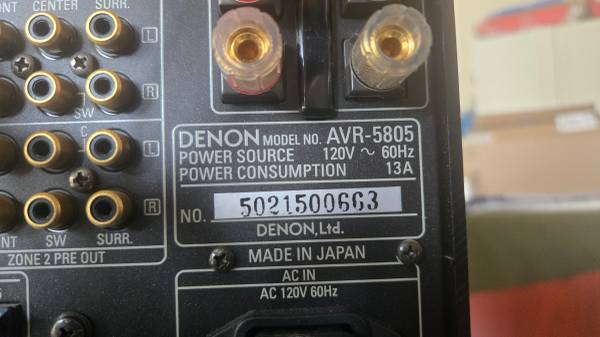 CENTER SURR.
L
R
SW
C
L
R
SW SURR.
ZONE 2 PRE OUT
DENON MODEL NO. AVR-5805
POWER SOURCE 120V ~ 60Hz
POWER CONSUMPTION 13A
NO. 5021500663
DENON, Ltd.
MADE IN JAPAN
AC IN
AC 120V 60Hz